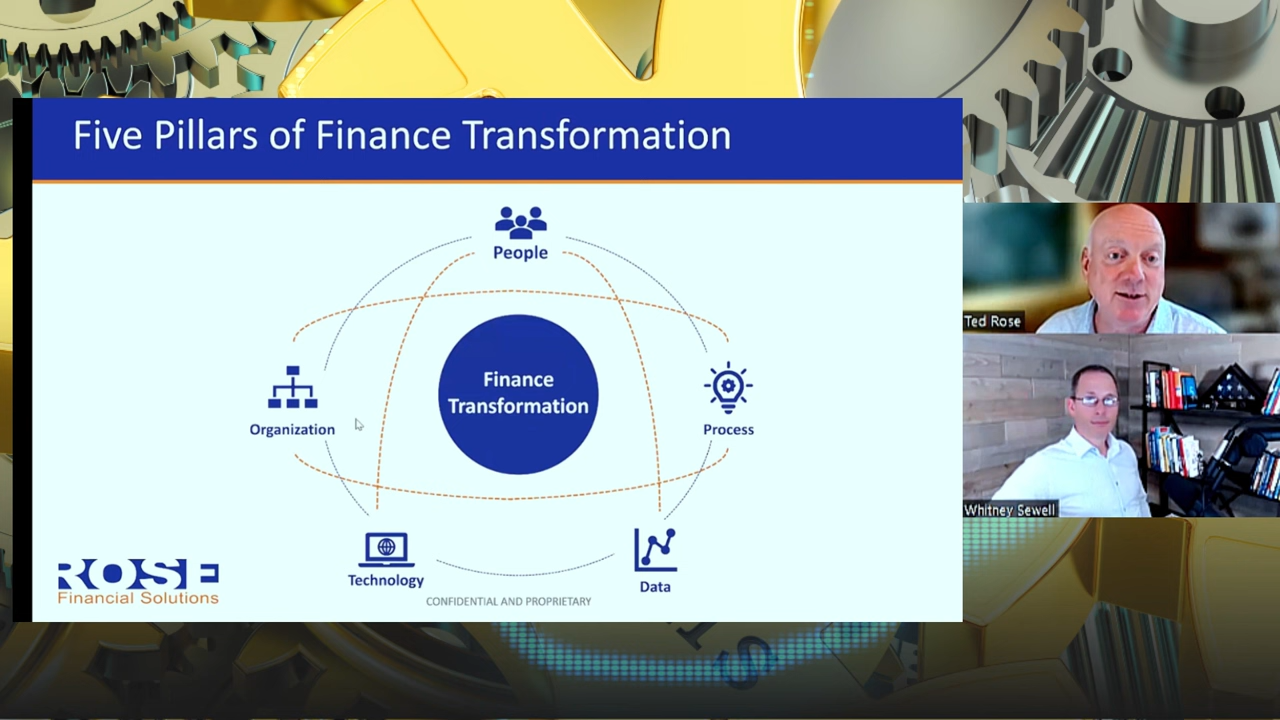 Five Pillars of Finance Transformation
People
Finance
Transformation
Organization
Process
Technology
Data
ROSE
Financial Solutions
CONFIDENTIAL AND PROPRIETARY
Ted Rose
Whitney Sewell